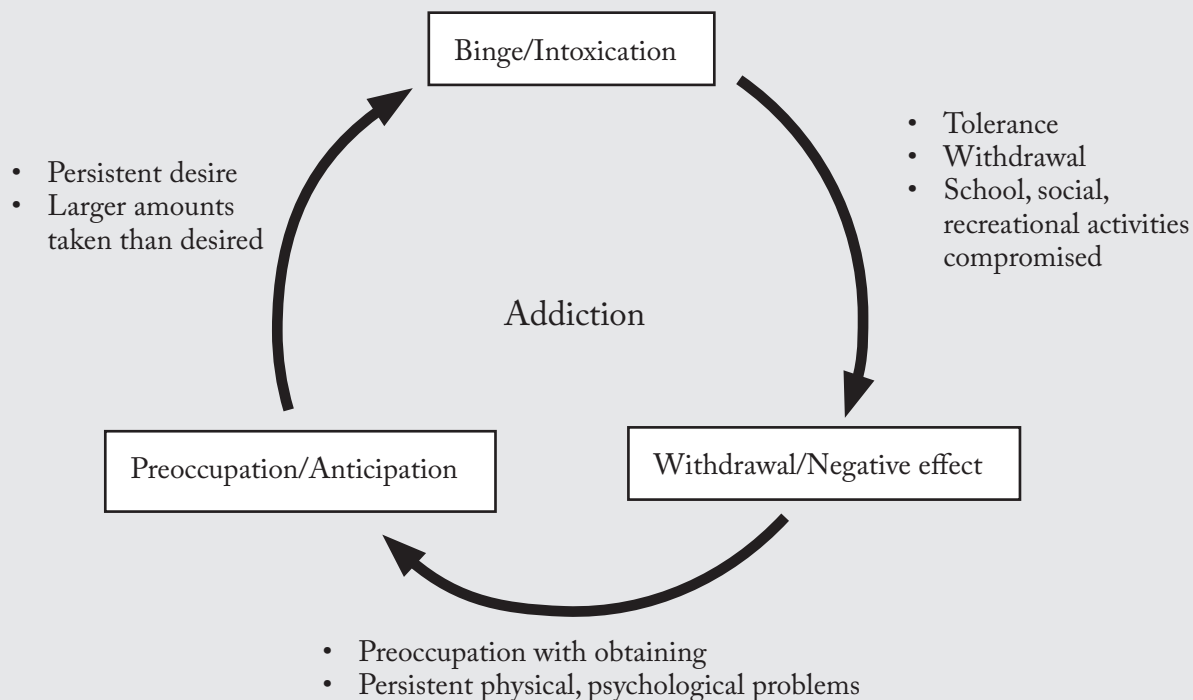 Binge/Intoxication
• Tolerance
• Withdrawal
• School, social,
recreational activities
compromised
• Persistent desire
• Larger amounts
taken than desired
Addiction
Preoccupation/Anticipation
Withdrawal/Negative effect
• Preoccupation with obtaining
• Persistent physical, psychological problems